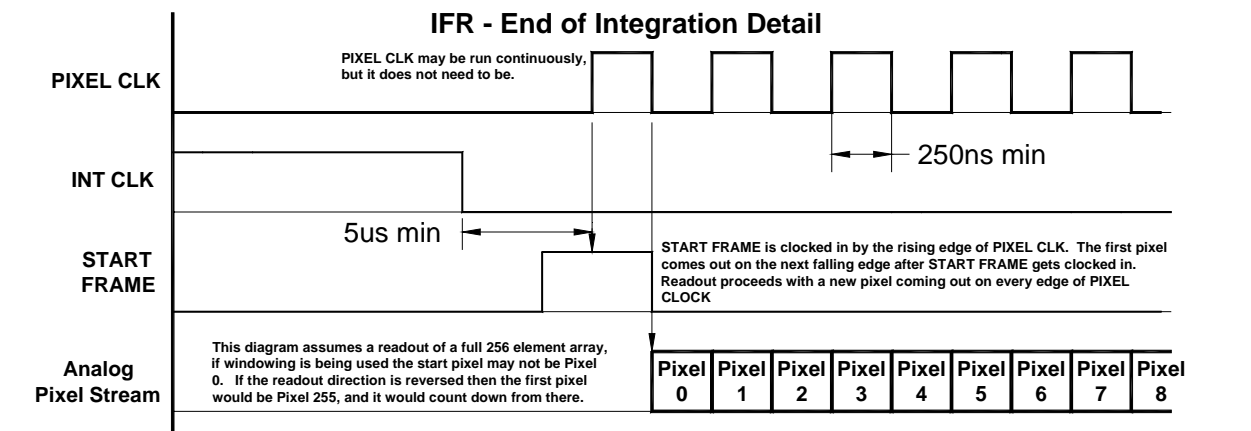 IFR - End of Integration Detail
PIXEL CLK may be run continuously,
but it does not need to be.
PIXEL CLK
250ns min
INT CLK
5us min
START
FRAME
START FRAME is clocked in by the rising edge of PIXEL CLK. The first pixel
comes out on the next falling edge after START FRAME gets clocked in.
Readout proceeds with a new pixel coming out on every edge of PIXEL
CLOCK
This diagram assumes a readout of a full 256 element array,
if windowing is being used the start pixel may not be Pixel
0. If the readout direction is reversed then the first pixel
would be Pixel 255, and it would count down from there.
Analog
Pixel Stream
Pixel Pixel Pixel Pixel Pixel Pixel Pixel Pixel Pixel
0 1 2 3 4 5 6 7 8